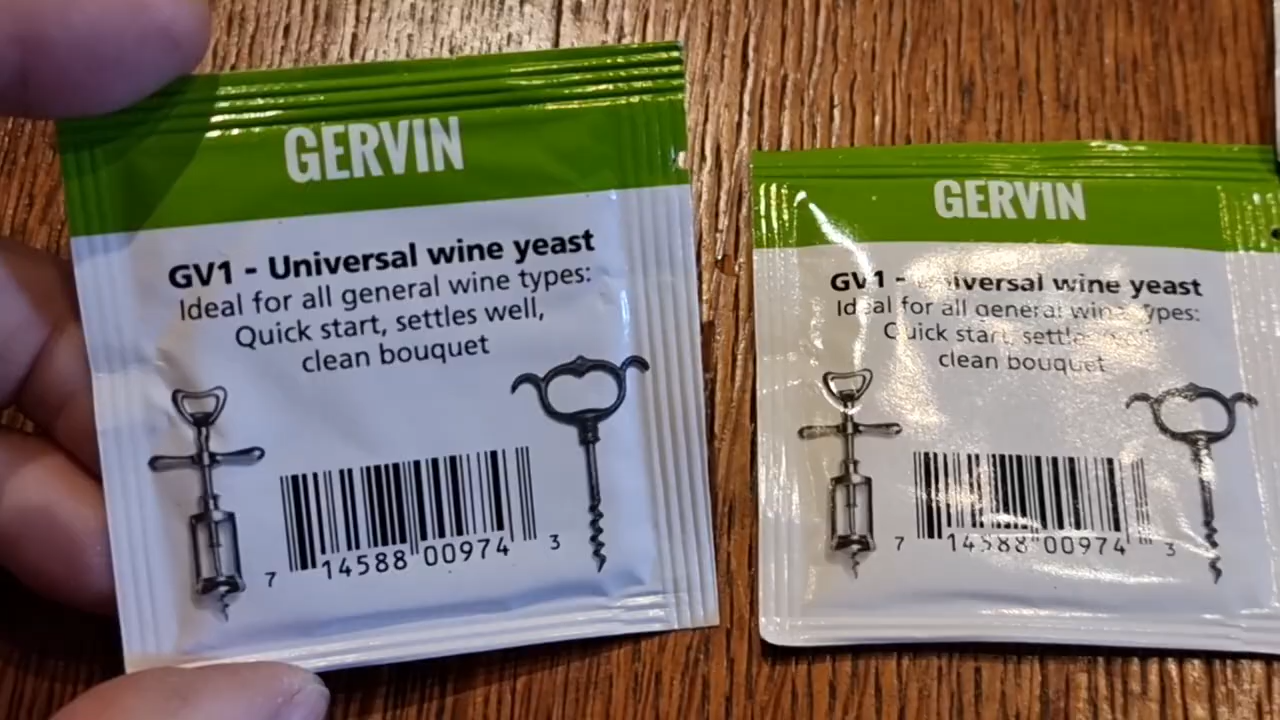 GERVIN
GV1 - Universal wine yeast
Ideal for all general wine types:
Quick start, settles well,
clean bouquet
7 14588 00974 3
GERVIN
GV1 - wine yeast
Ideal for all general wine types:
Quick start,
clean bouquet
7 14588 00974 3